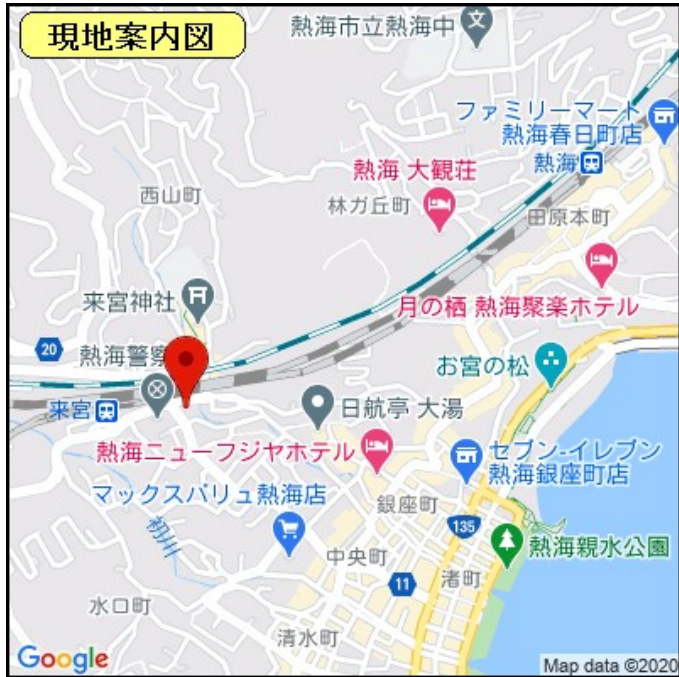 現地案内図
熱海市立熱海中
ファミリーマート
熱海春日町店
熱海
熱海 大観荘
林ガ丘町
西山町
田原本町
来宮神社
月の栖 熱海聚楽ホテル
20
熱海警察
お宮の松
来宮
日航亭 大湯
熱海ニューフジヤホテル
セブン-イレブン
熱海銀座町店
マックスバリュ熱海店
銀座町
135
初川
熱海親水公園
中央町
渚町
11
水口町
清水町
Google
Map data ©2020